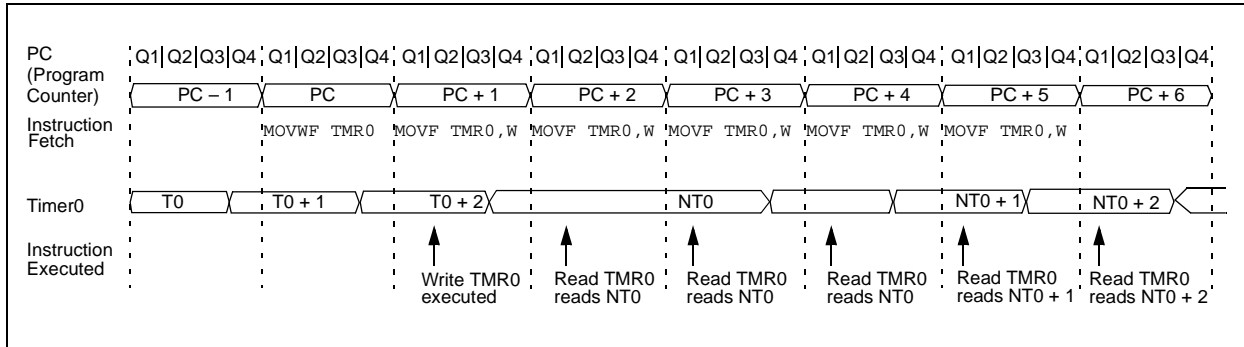 PC (Program Counter)
Q1 Q2 Q3 Q4 Q1 Q2 Q3 Q4 Q1 Q2 Q3 Q4 Q1 Q2 Q3 Q4 Q1 Q2 Q3 Q4 Q1 Q2 Q3 Q4 Q1 Q2 Q3 Q4 Q1 Q2 Q3 Q4
PC – 1 PC PC + 1 PC + 2 PC + 3 PC + 4 PC + 5 PC + 6
Instruction Fetch
MOVWF TMR0 MOVF TMR0,W MOVF TMR0,W MOVF TMR0,W MOVF TMR0,W MOVF TMR0,W
Timer0 T0 T0 + 1 T0 + 2 NT0 NT0 + 1 NT0 + 2
Instruction Executed
Write TMR0 executed
Read TMR0 reads NT0
Read TMR0 reads NT0
Read TMR0 reads NT0
Read TMR0 reads NT0 + 1
Read TMR0 reads NT0 + 2